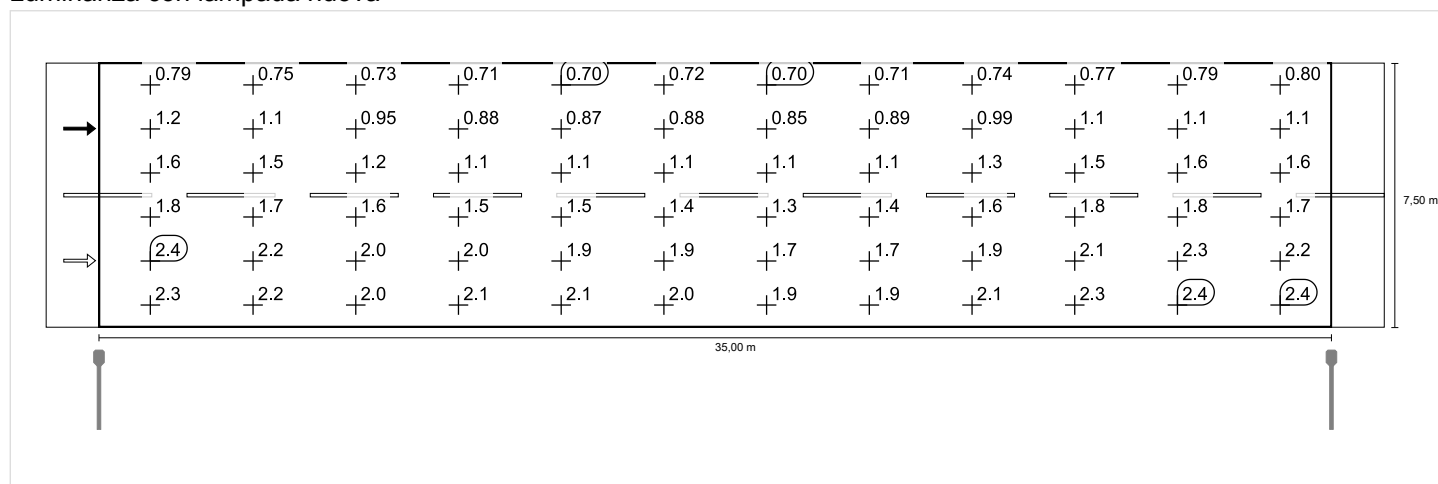 Luminanza con lampada nuova
0.79 0.75 0.73 0.71 0.70 0.72 0.70 0.71 0.74 0.77 0.79 0.80
1.2 1.1 0.95 0.88 0.87 0.88 0.85 0.89 0.99 1.1 1.1 1.1
1.6 1.5 1.2 1.1 1.1 1.1 1.1 1.1 1.3 1.5 1.6 1.6
1.8 1.7 1.6 1.5 1.5 1.4 1.3 1.4 1.6 1.8 1.8 1.7
7,50 m
2.4 2.2 2.0 2.0 1.9 1.9 1.7 1.7 1.9 2.1 2.3 2.2
2.3 2.2 2.0 2.1 2.1 2.0 1.9 1.9 2.1 2.3 2.4 2.4
35,00 m